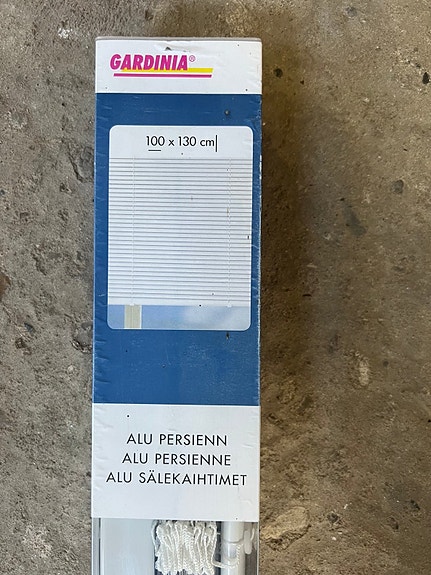 GARDINIA®
100 x 130 cm
ALU PERSIENN
ALU PERSIENNE
ALU SÄLEKAIHTIMET